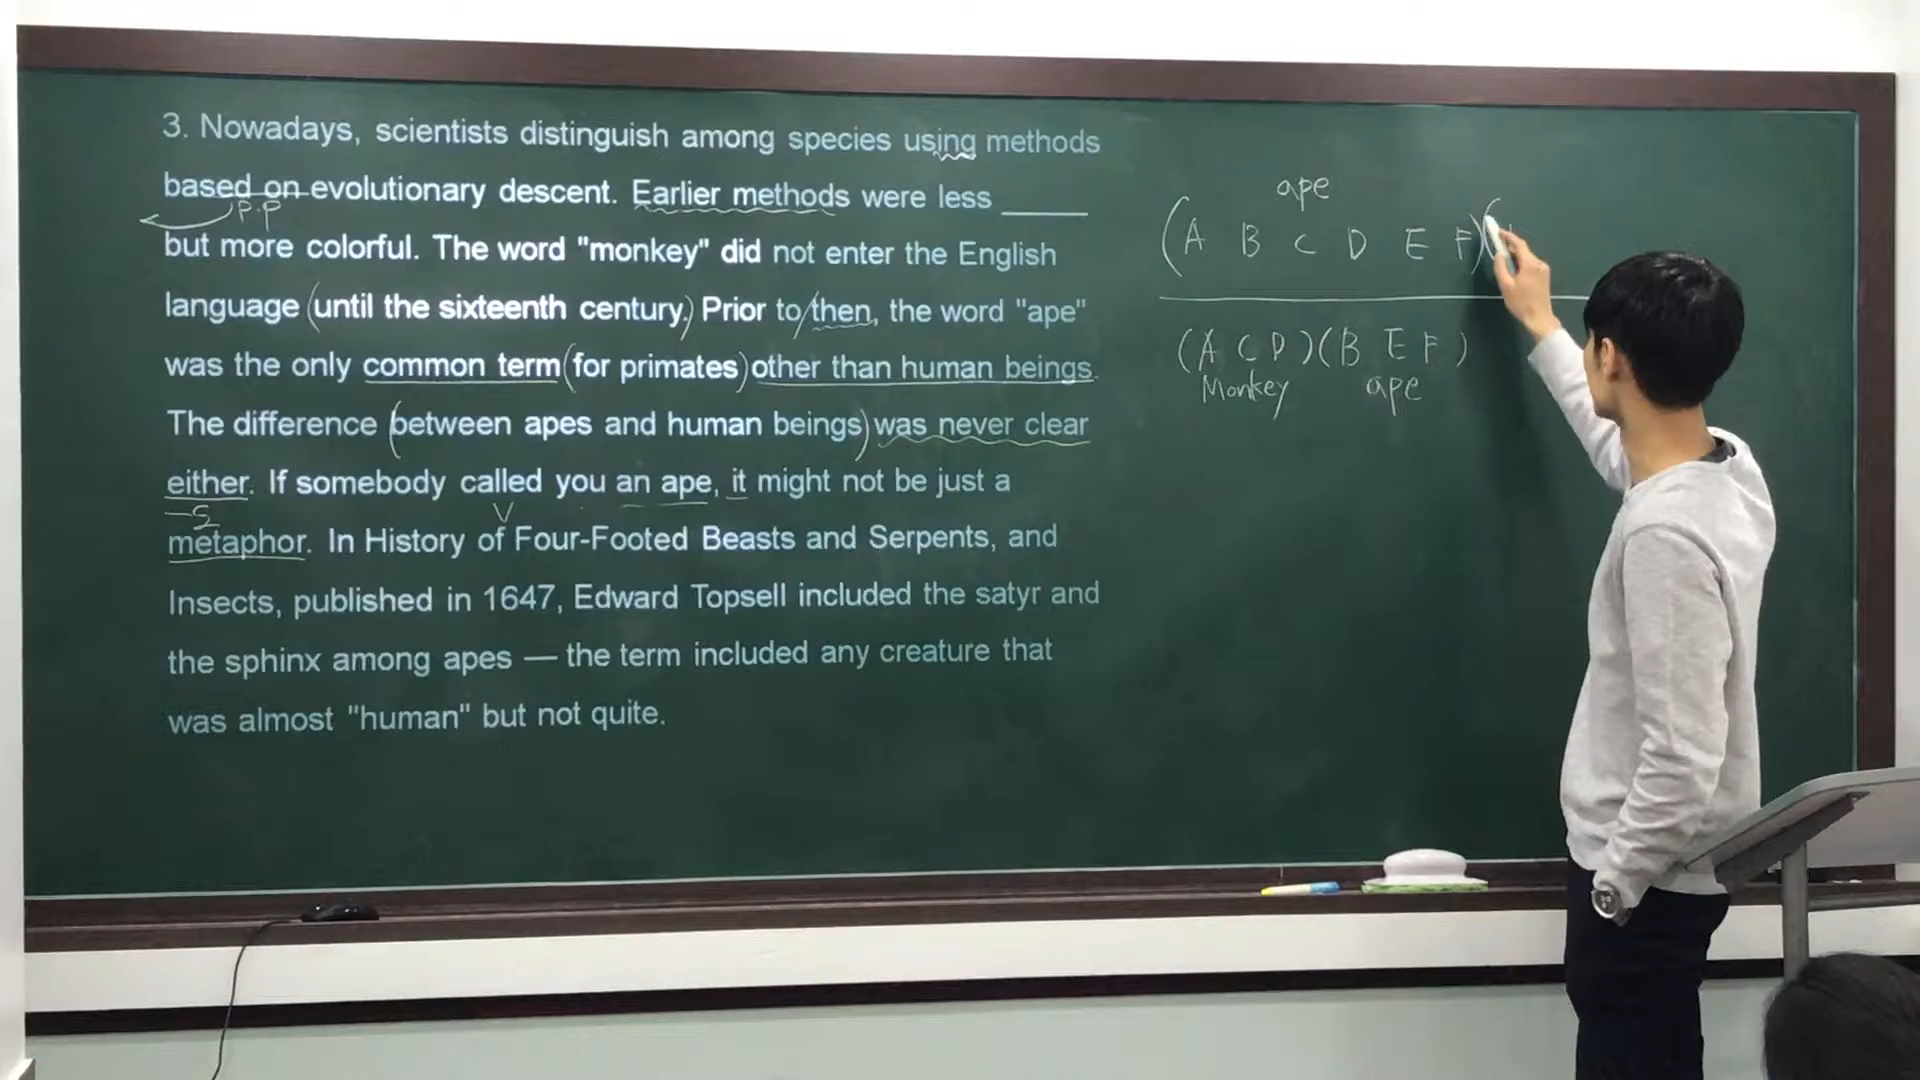 3. Nowadays, scientists distinguish among species using methods
based on evolutionary descent. Earlier methods were less ______
p.p
but more colorful. The word "monkey" did not enter the English
language (until the sixteenth century.) Prior to/then, the word "ape"
was the only common term (for primates) other than human beings.
The difference (between apes and human beings) was never clear
either. If somebody called you an ape, it might not be just a
V
metaphor. In History of Four-Footed Beasts and Serpents, and
Insects, published in 1647, Edward Topsell included the satyr and
the sphinx among apes — the term included any creature that
was almost "human" but not quite.
ape
(A B C D E F)(
(A C D)(B E F)
Monkey ape